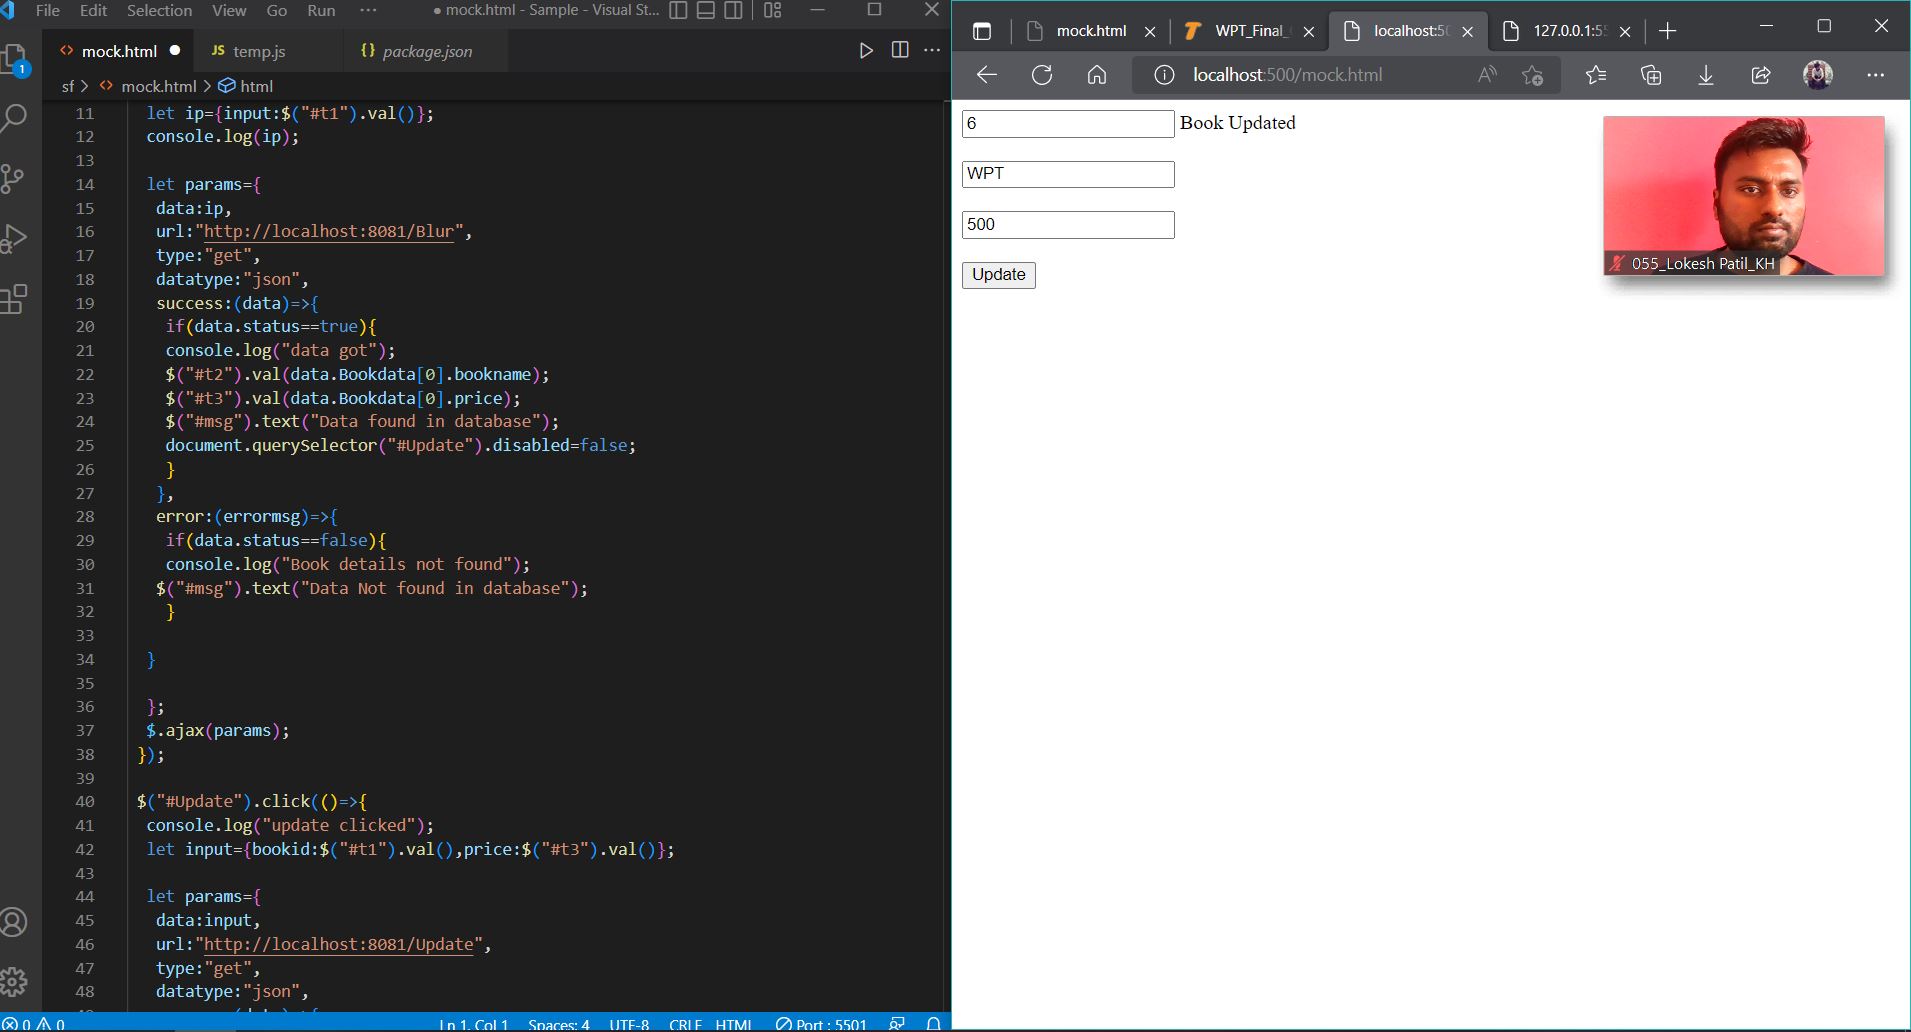 File Edit Selection View Go Run ··· ● mock.html - Sample - Visual St...
<> mock.html ● JS temp.js {} package.json
1
sf > <> mock.html > html
11 let ip={input:$("#t1").val()};
12 console.log(ip);
13
14 let params={
15 data:ip,
16 url:"http://localhost:8081/Blur",
17 type:"get",
18 datatype:"json",
19 success:(data)=>{
20 if(data.status==true){
21 console.log("data got");
22 $("#t2").val(data.Bookdata[0].bookname);
23 $("#t3").val(data.Bookdata[0].price);
24 $("#msg").text("Data found in database");
25 document.querySelector("#Update").disabled=false;
26 }
27 },
28 error:(errormsg)=>{
29 if(data.status==false){
30 console.log("Book details not found");
31 $("#msg").text("Data Not found in database");
32 }
33
34 }
35
36 };
37 $.ajax(params);
38 });
39
40 $("#Update").click(()=>{
41 console.log("update clicked");
42 let input={bookid:$("#t1").val(),price:$("#t3").val()};
43
44 let params={
45 data:input,
46 url:"http://localhost:8081/Update",
47 type:"get",
48 datatype:"json",
0 0 Ln 1, Col 1 Spaces: 4 UTF-8 CRLF HTML Port : 5501
mock.html WPT_Final_ localhost:50 127.0.0.1:55
localhost:500/mock.html
6 Book Updated
WPT
500
Update
055_Lokesh Patil_KH